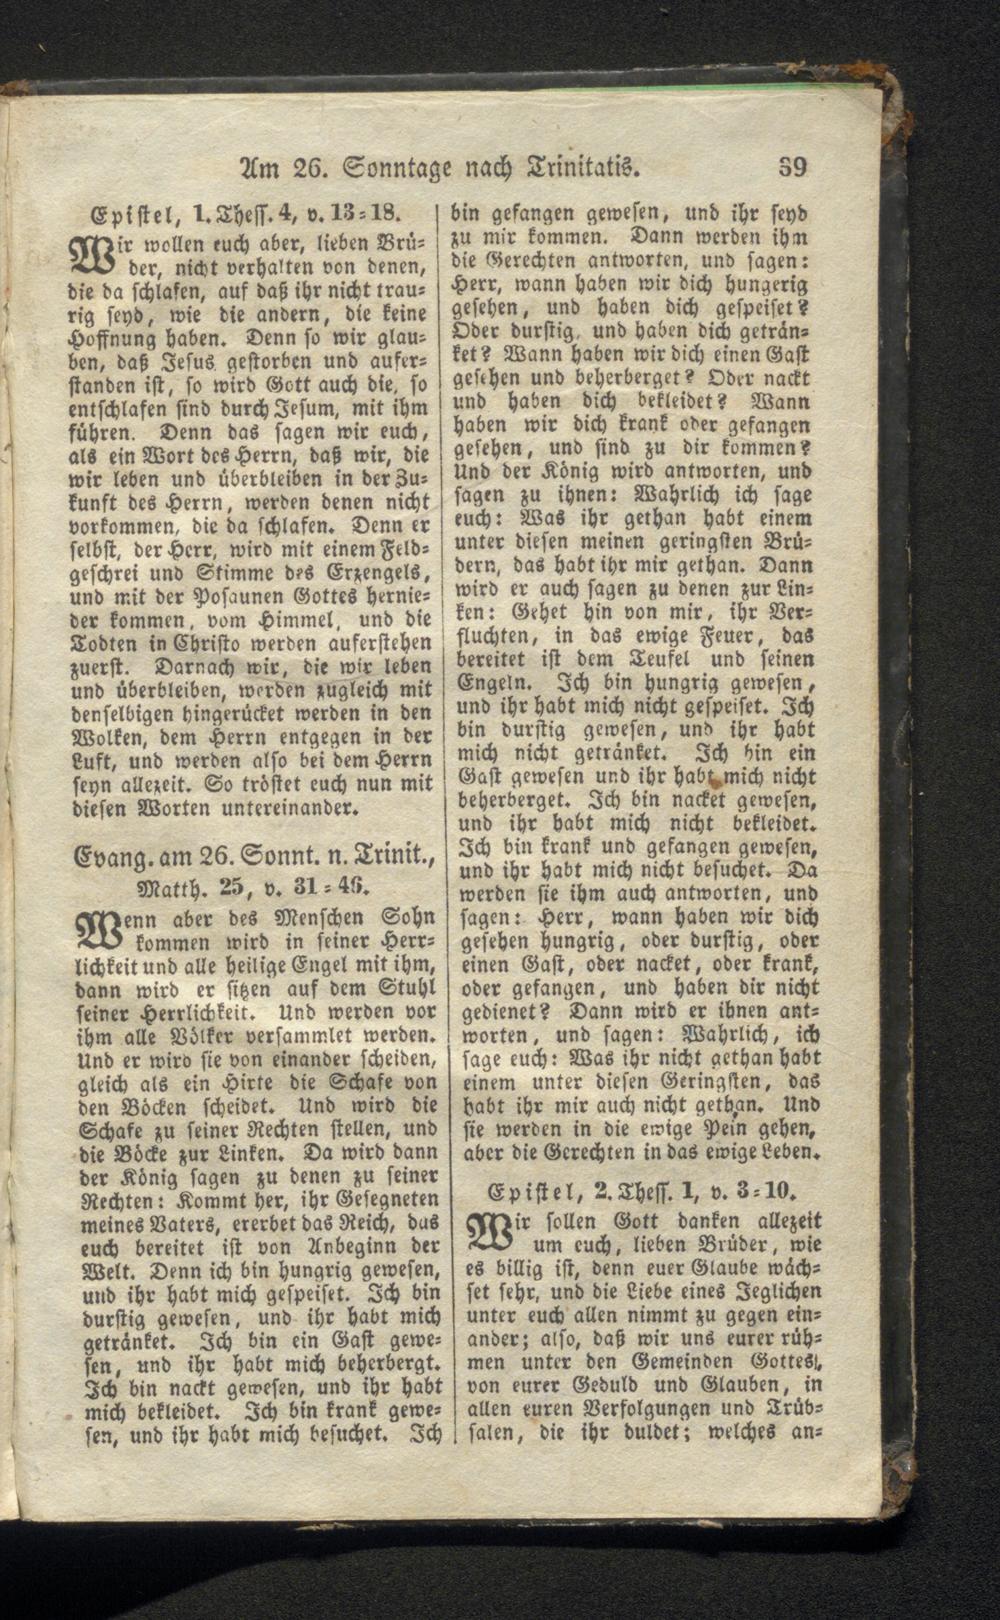 Am 26. Sonntage nach Trinitatis. 59
Epistel, 1. Thess. 4, v. 13-18.
Wir wollen euch aber, lieben Brü-
der, nicht verhalten von denen,
die da schlafen, auf daß ihr nicht trau-
rig seyd, wie die andern, die keine
Hoffnung haben. Denn so wir glau-
ben, daß Jesus gestorben und aufer-
standen ist, so wird Gott auch die, so
entschlafen sind durch Jesum, mit ihm
führen. Denn das sagen wir euch,
als ein Wort des Herrn, daß wir, die
wir leben und überbleiben in der Zu-
kunft des Herrn, werden denen nicht
vorkommen, die da schlafen. Denn er
selbst, der Herr, wird mit einem Feld-
geschrei und Stimme des Erzengels,
und mit der Posaunen Gottes hernie-
der kommen, vom Himmel, und die
Todten in Christo werden auferstehen
zuerst. Darnach wir, die wir leben
und überbleiben, werden zugleich mit
denselbigen hingerücket werden in den
Wolken, dem Herrn entgegen in der
Luft, und werden also bei dem Herrn
seyn allezeit. So tröstet euch nun mit
diesen Worten untereinander.
Evang. am 26. Sonnt. n. Trinit.,
Matth. 25, v. 31-46.
Wenn aber des Menschen Sohn
kommen wird in seiner Herr-
lichkeit und alle heilige Engel mit ihm,
dann wird er sitzen auf dem Stuhl
seiner Herrlichkeit. Und werden vor
ihm alle Völker versammlet werden.
Und er wird sie von einander scheiden,
gleich als ein Hirte die Schafe von
den Böcken scheidet. Und wird die
Schafe zu seiner Rechten stellen, und
die Böcke zur Linken. Da wird dann
der König sagen zu denen zu seiner
Rechten: Kommt her, ihr Gesegneten
meines Vaters, ererbet das Reich, das
euch bereitet ist von Anbeginn der
Welt. Denn ich bin hungrig gewesen,
und ihr habt mich gespeiset. Ich bin
durstig gewesen, und ihr habt mich
getränket. Ich bin ein Gast gewe-
sen, und ihr habt mich beherbergt.
Ich bin nackt gewesen, und ihr habt
mich bekleidet. Ich bin krank gewe-
sen, und ihr habt mich besuchet. Ich
bin gefangen gewesen, und ihr seyd
zu mir kommen. Dann werden ihm
die Gerechten antworten, und sagen:
Herr, wann haben wir dich hungerig
gesehen, und haben dich gespeiset?
Oder durstig, und haben dich geträn-
ket? Wann haben wir dich einen Gast
gesehen und beherberget? Oder nackt
und haben dich bekleidet? Wann
haben wir dich krank oder gefangen
gesehen, und sind zu dir kommen?
Und der König wird antworten, und
sagen zu ihnen: Wahrlich ich sage
euch: Was ihr gethan habt einem
unter diesen meinen geringsten Brü-
dern, das habt ihr mir gethan. Dann
wird er auch sagen zu denen zur Lin-
ken: Gehet hin von mir, ihr Ver-
fluchten, in das ewige Feuer, das
bereitet ist dem Teufel und seinen
Engeln. Ich bin hungrig gewesen,
und ihr habt mich nicht gespeiset. Ich
bin durstig gewesen, und ihr habt
mich nicht getränket. Ich bin ein
Gast gewesen und ihr habt mich nicht
beherberget. Ich bin nacket gewesen,
und ihr habt mich nicht bekleidet.
Ich bin krank und gefangen gewesen,
und ihr habt mich nicht besuchet. Da
werden sie ihm auch antworten, und
sagen: Herr, wann haben wir dich
gesehen hungrig, oder durstig, oder
einen Gast, oder nacket, oder krank,
oder gefangen, und haben dir nicht
gedienet? Dann wird er ihnen ant-
worten, und sagen: Wahrlich, ich
sage euch: Was ihr nicht gethan habt
einem unter diesen Geringsten, das
habt ihr mir auch nicht gethan. Und
sie werden in die ewige Pein gehen,
aber die Gerechten in das ewige Leben.
Epistel, 2. Thess. 1, v. 3-10.
Wir sollen Gott danken allezeit
um euch, lieben Brüder, wie
es billig ist, denn euer Glaube wäch-
set sehr, und die Liebe eines Jeglichen
unter euch allen nimmt zu gegen ein-
ander; also, daß wir uns eurer rüh-
men unter den Gemeinden Gottes,
von eurer Geduld und Glauben, in
allen euren Verfolgungen und Trüb-
salen, die ihr duldet; welches an-